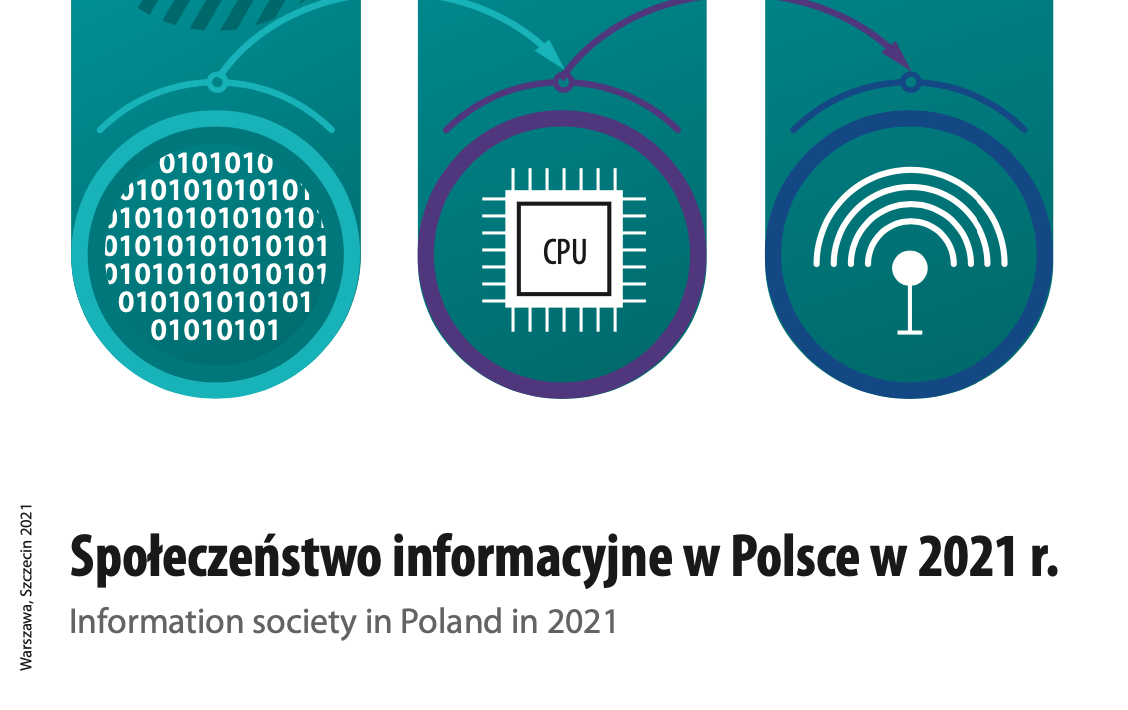 0101010
01010101010
0101010101010
01010101010101
01010101010101
010101010101
01010101
CPU
Warszawa, Szczecin 2021
Społeczeństwo informacyjne w Polsce w 2021 r.
Information society in Poland in 2021